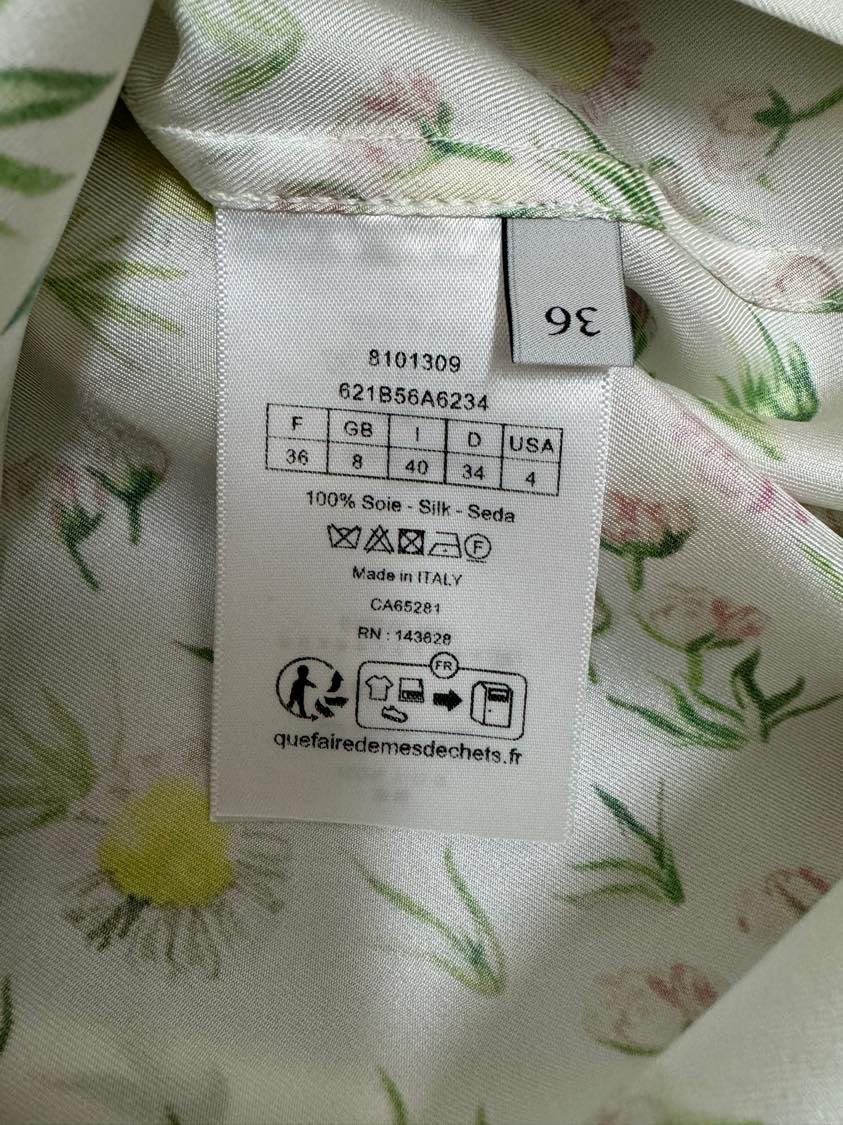 36
8101309
621B56A6234
F GB I D USA
36 8 40 34 4
100% Soie - Silk - Seda
F
Made in ITALY
CA65281
RN : 143628
FR
quefairedemesdechets.fr